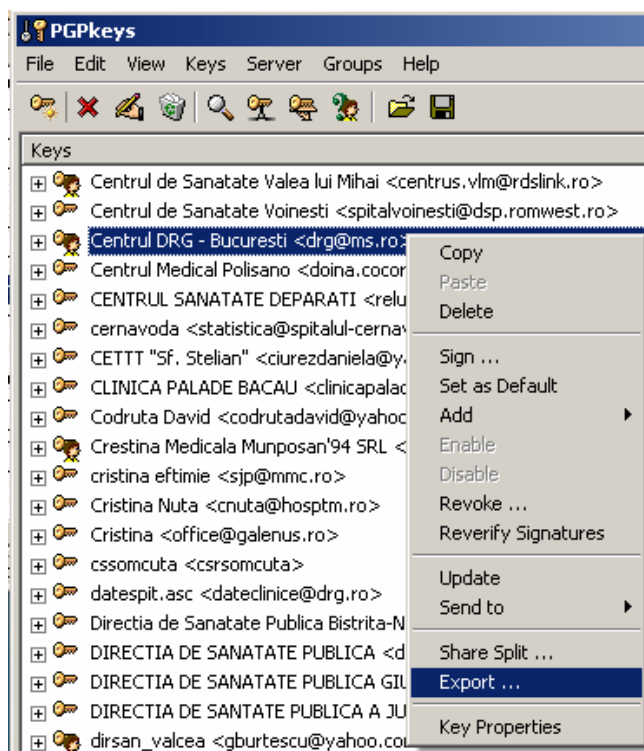 PGPkeys
File Edit View Keys Server Groups Help
Keys
Centrul de Sanatate Valea lui Mihai <centrus.vlm@rdslink.ro>
Centrul de Sanatate Voinesti <spitalvoinesti@dsp.romwest.ro>
Centrul DRG - Bucuresti <drg@ms.ro>
Centrul Medical Polisano <doina.cocor
CENTRUL SANATATE DEPARATI <relu
cernavoda <statistica@spitalul-cernav
CETTT "Sf. Stelian" <ciurezdaniela@y
CLINICA PALADE BACAU <clinicapalad
Codruta David <codrutadavid@yahoo
Crestina Medicala Munposan'94 SRL <
cristina eftimie <sjp@mmc.ro>
Cristina Nuta <cnuta@hosptm.ro>
Cristina <office@galenus.ro>
cssomcuta <csrsomcuta>
datespit.asc <dateclinice@drg.ro>
Directia de Sanatate Publica Bistrita-N
DIRECTIA DE SANATATE PUBLICA <d
DIRECTIA DE SANATATE PUBLICA GIU
DIRECTIA DE SANTATE PUBLICA A JU
dirsan_valcea <gburtescu@yahoo.com
Copy
Paste
Delete
Sign ...
Set as Default
Add
Enable
Disable
Revoke ...
Reverify Signatures
Update
Send to
Share Split ...
Export ...
Key Properties